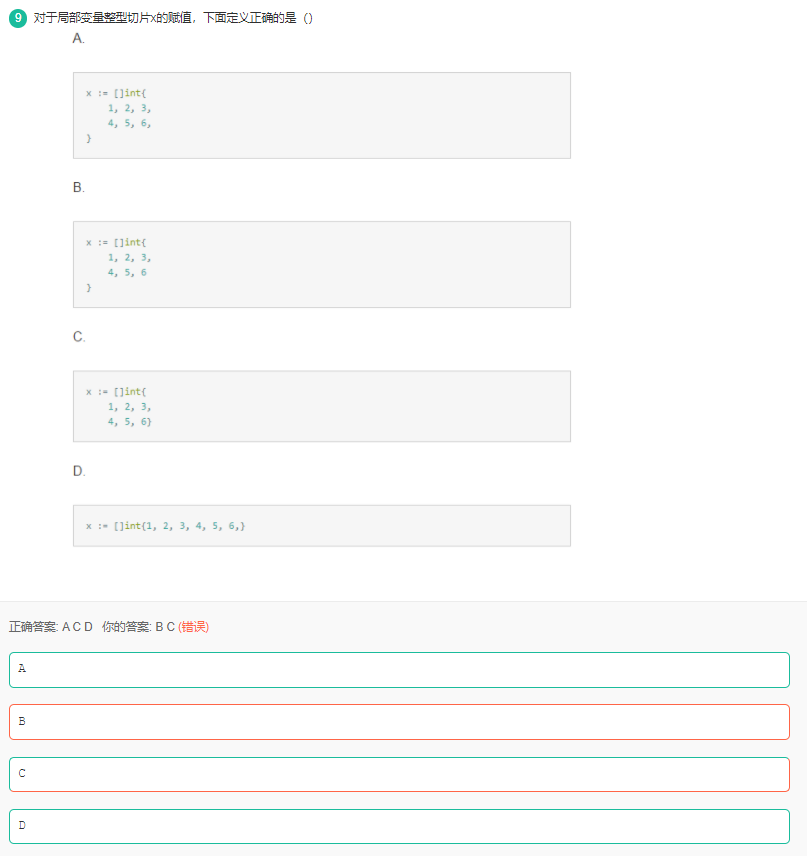 9 对于局部变量整型切片x的赋值，下面定义正确的是（）
A.
x := []int{
1, 2, 3,
4, 5, 6,
}
B.
x := []int{
1, 2, 3,
4, 5, 6
}
C.
x := []int{
1, 2, 3,
4, 5, 6}
D.
x := []int{1, 2, 3, 4, 5, 6,}
正确答案: A C D 你的答案: B C (错误)
A
B
C
D